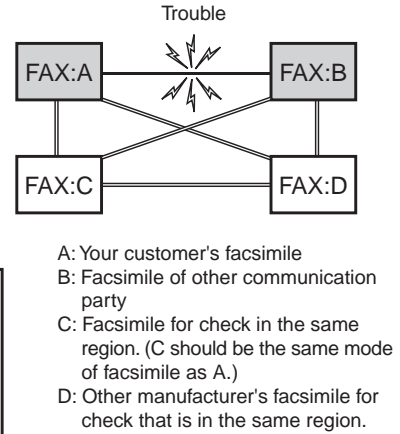 Trouble
FAX:A
FAX:B
FAX:C
FAX:D
A: Your customer's facsimile
B: Facsimile of other communication
party
C: Facsimile for check in the same
region. (C should be the same mode
of facsimile as A.)
D: Other manufacturer's facsimile for
check that is in the same region.